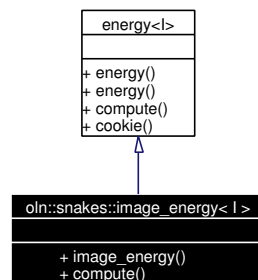 energy<I>
+ energy()
+ energy()
+ compute()
+ cookie()
oln::snakes::image_energy< I >
+ image_energy()
+ compute()